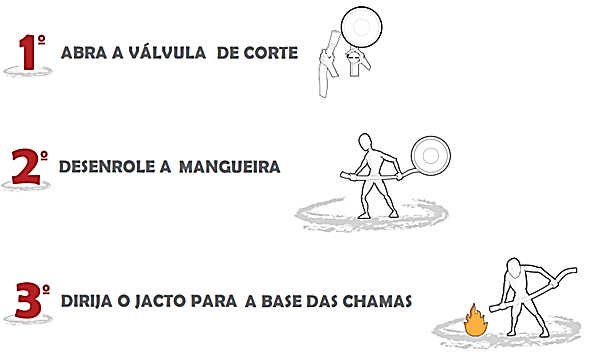 1º ABRA A VÁLVULA DE CORTE
2º DESENROLE A MANGUEIRA
3º DIRIJA O JACTO PARA A BASE DAS CHAMAS